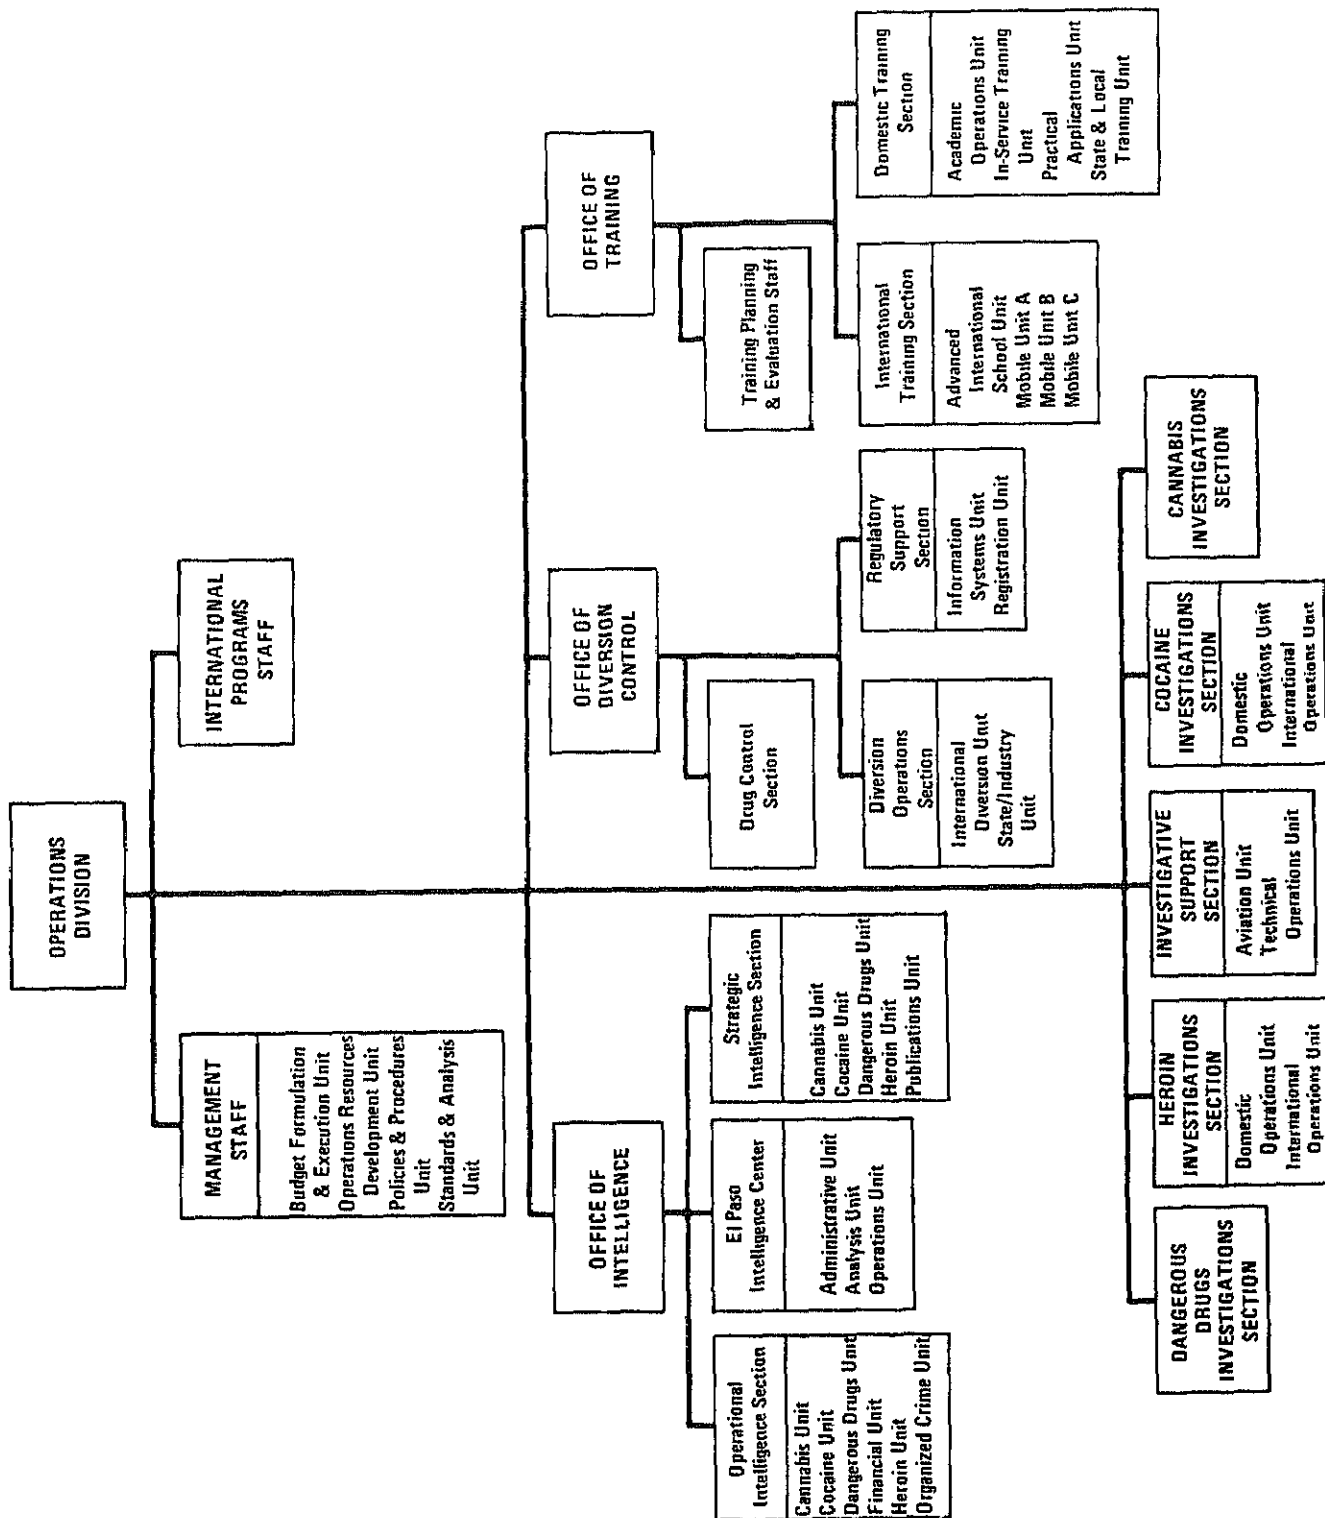 OPERATIONS
DIVISION
MANAGEMENT
STAFF
Budget Formulation
& Execution Unit
Operations Resources
Development Unit
Policies & Procedures
Unit
Standards & Analysis
Unit
INTERNATIONAL
PROGRAMS
STAFF
OFFICE OF
INTELLIGENCE
Operational
Intelligence Section
Cannabis Unit
Cocaine Unit
Dangerous Drugs Unit
Financial Unit
Heroin Unit
Organized Crime Unit
El Paso
Intelligence Center
Administrative Unit
Analysis Unit
Operations Unit
Strategic
Intelligence Section
Cannabis Unit
Cocaine Unit
Dangerous Drugs Unit
Heroin Unit
Publications Unit
OFFICE OF
DIVERSION
CONTROL
Drug Control
Section
Diversion
Operations
Section
International
Diversion Unit
State/Industry
Unit
Regulatory
Support
Section
Information
Systems Unit
Registration Unit
OFFICE OF
TRAINING
Training Planning
& Evaluation Staff
International
Training Section
Advanced
International
School Unit
Mobile Unit A
Mobile Unit B
Mobile Unit C
Domestic Training
Section
Academic
Operations Unit
In-Service Training
Unit
Practical
Applications Unit
State & Local
Training Unit
DANGEROUS
DRUGS
INVESTIGATIONS
SECTION
HEROIN
INVESTIGATIONS
SECTION
Domestic
Operations Unit
International
Operations Unit
INVESTIGATIVE
SUPPORT
SECTION
Aviation Unit
Technical
Operations Unit
COCAINE
INVESTIGATIONS
SECTION
Domestic
Operations Unit
International
Operations Unit
CANNABIS
INVESTIGATIONS
SECTION